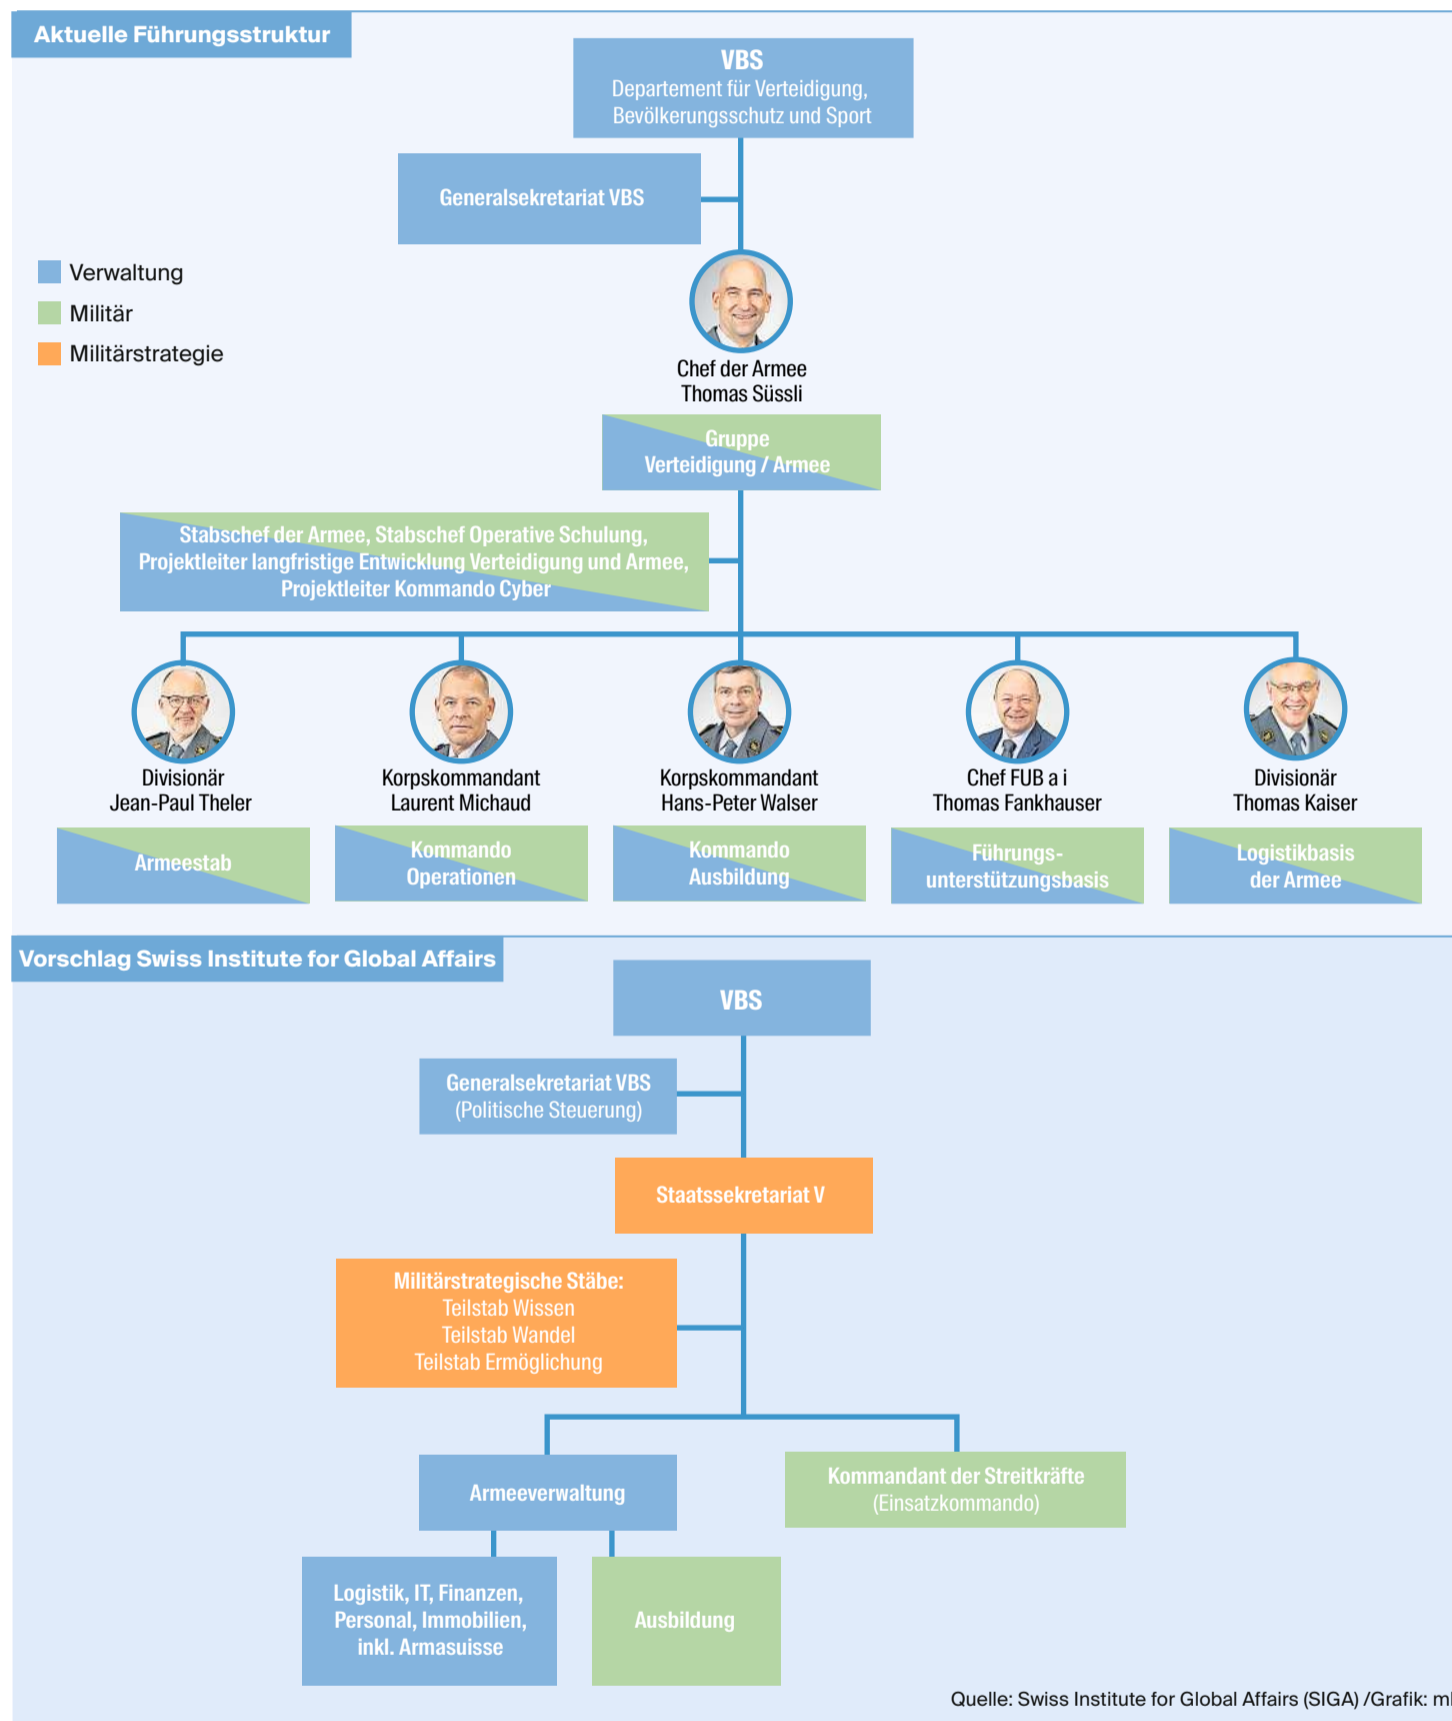 Aktuelle Führungsstruktur
VBS
Departement für Verteidigung,
Bevölkerungsschutz und Sport
Generalsekretariat VBS
Verwaltung
Militär
Militärstrategie
Chef der Armee
Thomas Süssli
Gruppe
Verteidigung / Armee
Stabschef der Armee, Stabschef Operative Schulung,
Projektleiter langfristige Entwicklung Verteidigung und Armee,
Projektleiter Kommando Cyber
Divisionär
Jean-Paul Theler
Armeestab
Korpskommandant
Laurent Michaud
Kommando
Operationen
Korpskommandant
Hans-Peter Walser
Kommando
Ausbildung
Chef FUB a i
Thomas Fankhauser
Führungs-
unterstützungsbasis
Divisionär
Thomas Kaiser
Logistikbasis
der Armee
Vorschlag Swiss Institute for Global Affairs
VBS
Generalsekretariat VBS
(Politische Steuerung)
Staatssekretariat V
Militärstrategische Stäbe:
Teilstab Wissen
Teilstab Wandel
Teilstab Ermöglichung
Armeeverwaltung
Kommandant der Streitkräfte
(Einsatzkommando)
Logistik, IT, Finanzen,
Personal, Immobilien,
inkl. Armasuisse
Ausbildung
Quelle: Swiss Institute for Global Affairs (SIGA) /Grafik: